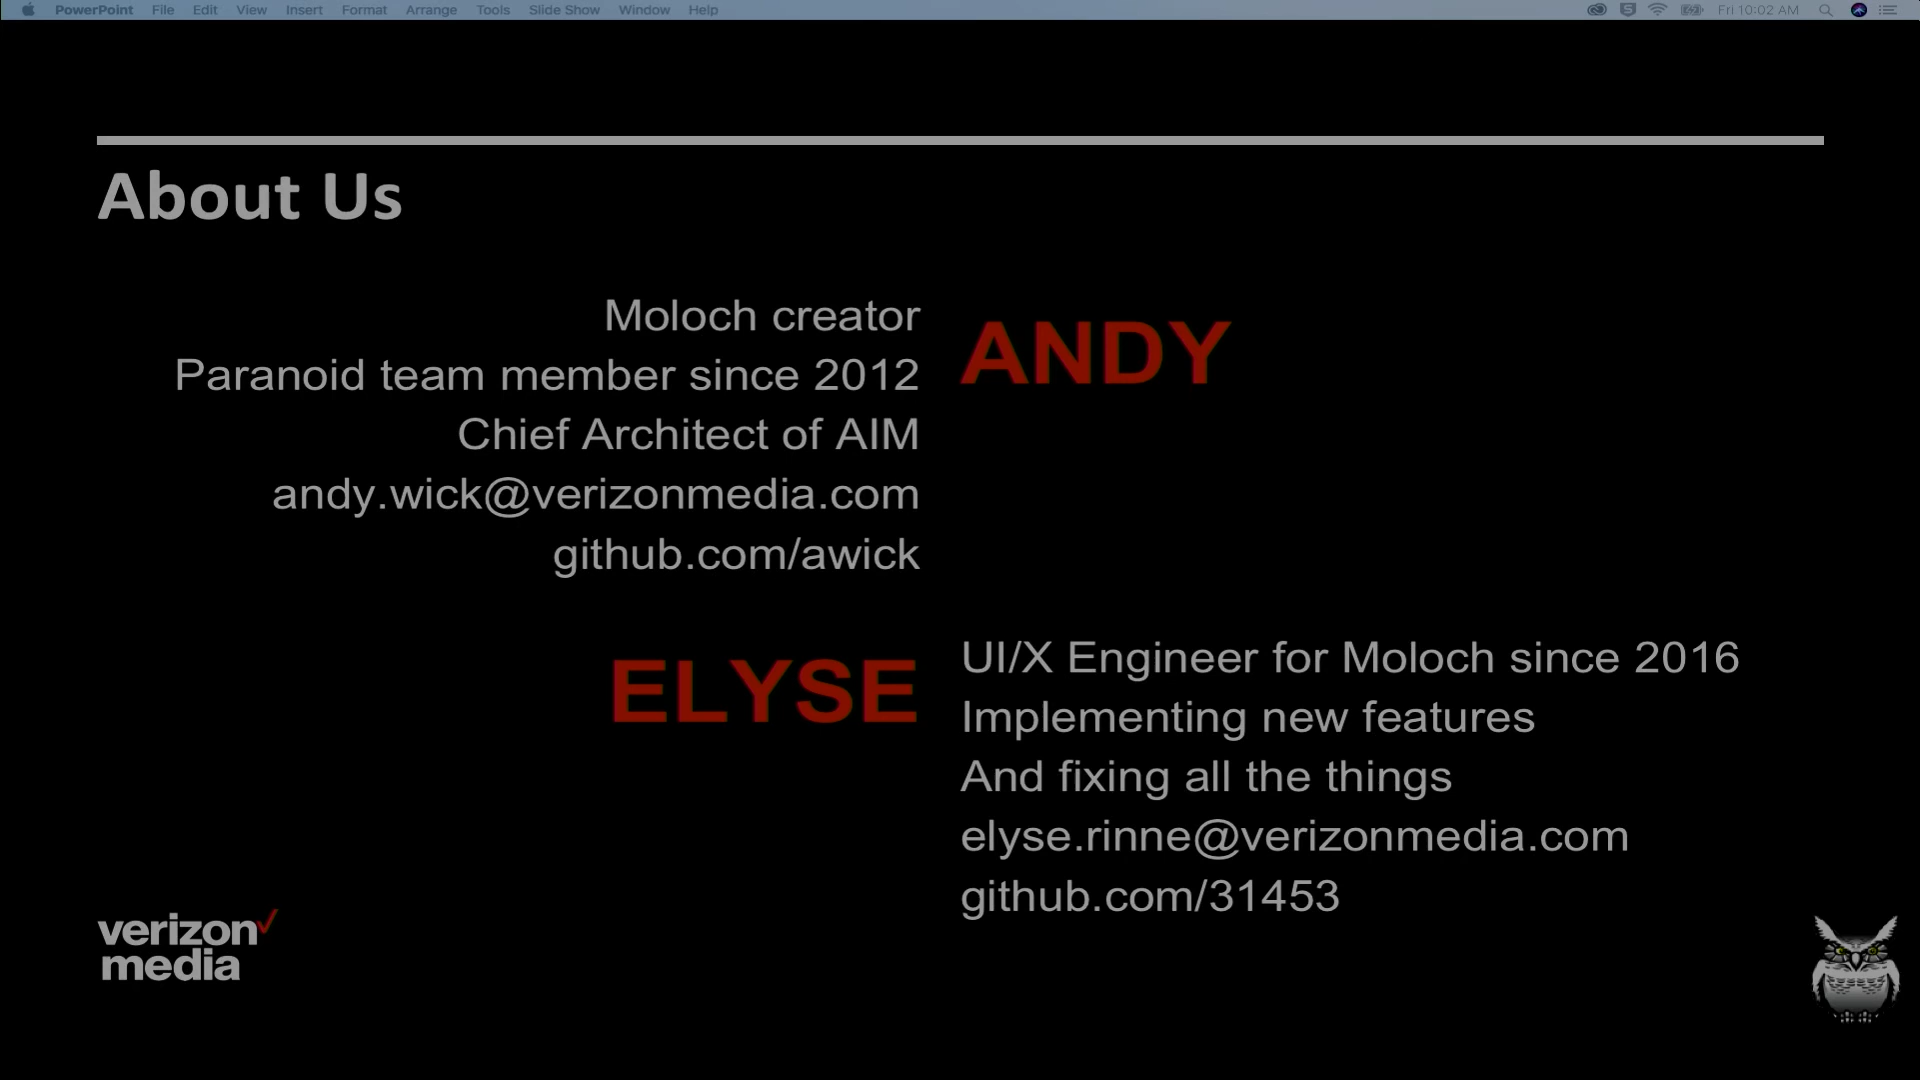 PowerPoint File Edit View Insert Format Arrange Tools Slide Show Window Help Fri 10:02 AM
About Us
Moloch creator
Paranoid team member since 2012
Chief Architect of AIM
andy.wick@verizonmedia.com
github.com/awick
ANDY
ELYSE
UI/X Engineer for Moloch since 2016
Implementing new features
And fixing all the things
elyse.rinne@verizonmedia.com
github.com/31453
verizon
media